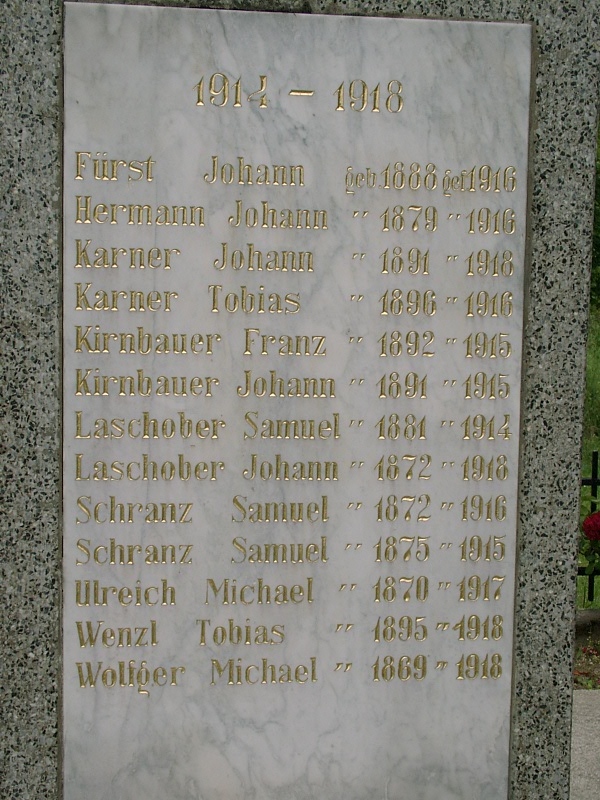 1914 - 1918
Fürst Johann geb 1888 gef 1916
Hermann Johann " 1879 " 1916
Karner Johann " 1891 " 1918
Karner Tobias " 1896 " 1916
Kirnbauer Franz " 1892 " 1915
Kirnbauer Johann " 1891 " 1915
Laschober Samuel " 1881 " 1914
Laschober Johann " 1872 " 1918
Schranz Samuel " 1872 " 1916
Schranz Samuel " 1875 " 1915
Ulreich Michael " 1870 " 1917
Wenzl Tobias " 1895 " 1918
Wolfger Michael " 1869 " 1918